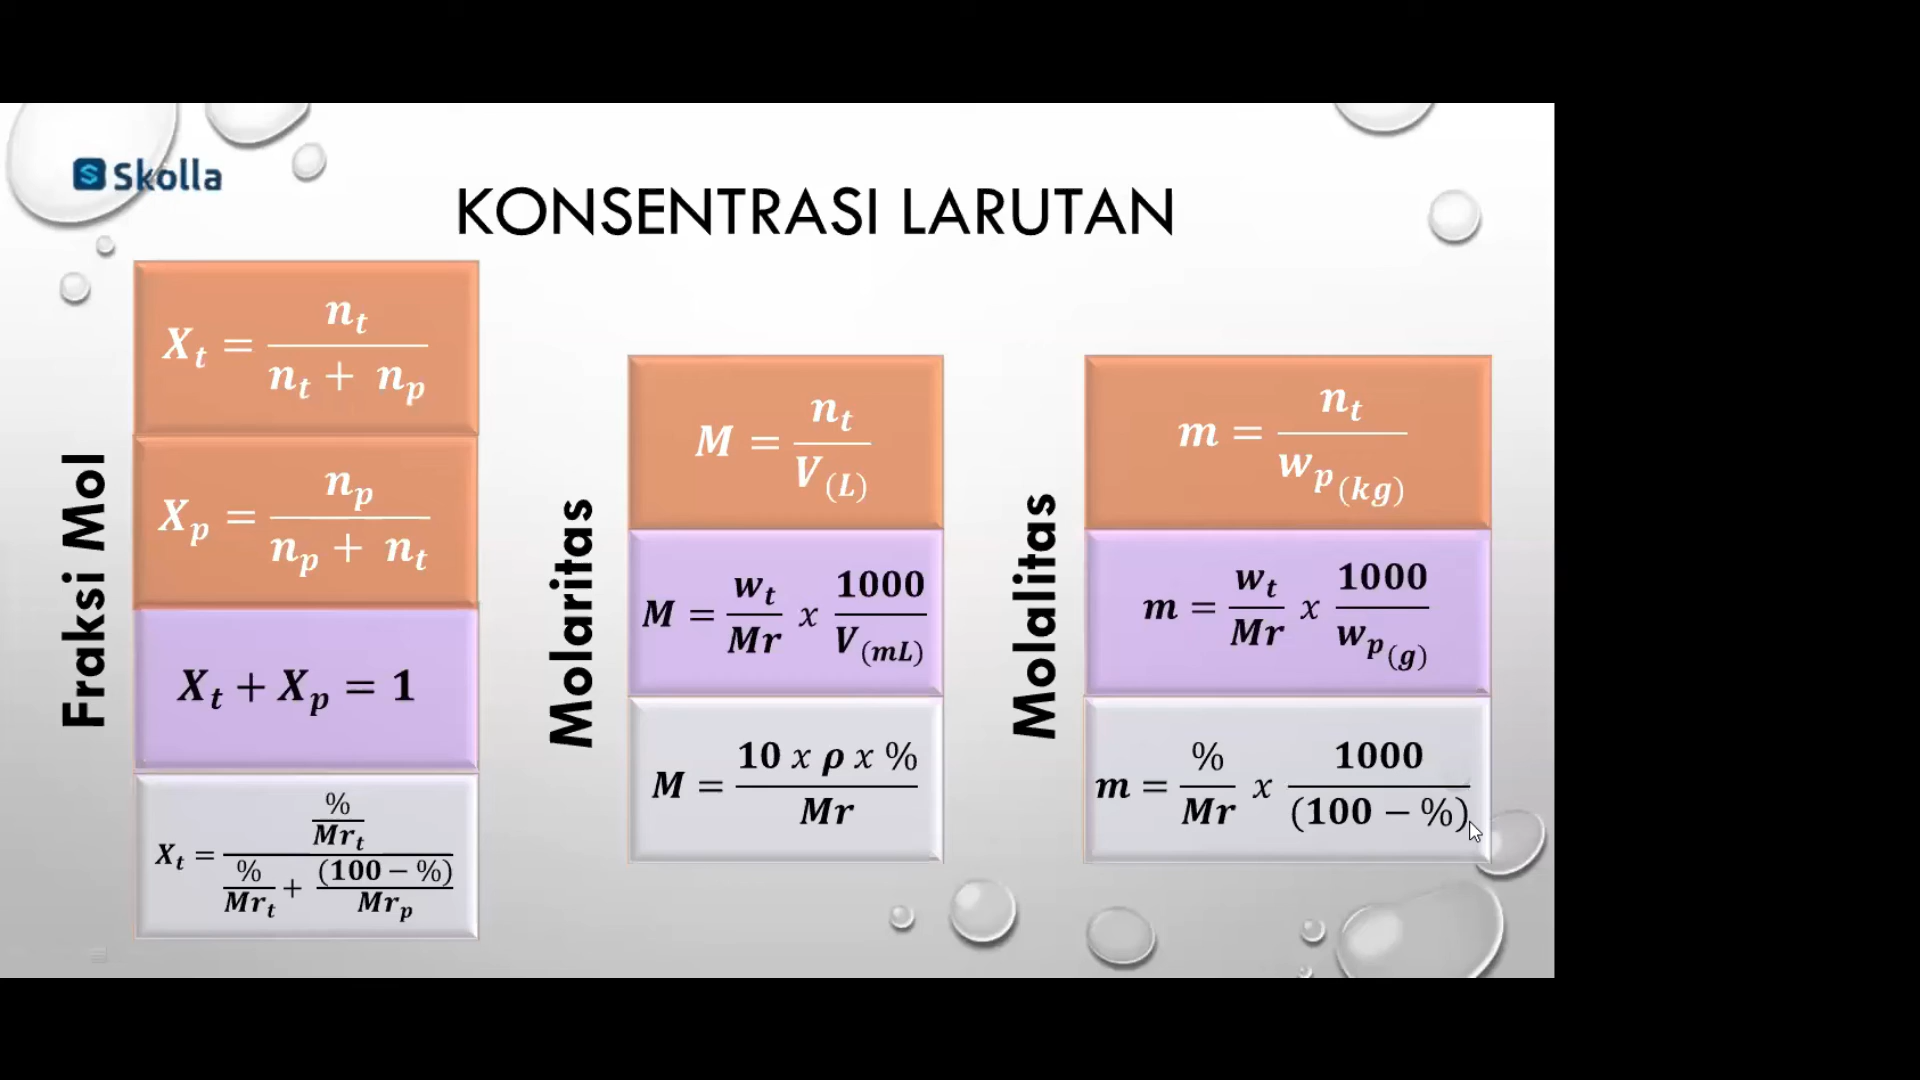 Skolla
KONSENTRASI LARUTAN
Fraksi Mol
X_t = n_t / (n_t + n_p)
X_p = n_p / (n_p + n_t)
X_t + X_p = 1
X_t = (% / Mr_t) / (% / Mr_t + (100 − %) / Mr_p)
Molaritas
M = n_t / V_(L)
M = w_t / Mr x 1000 / V_(mL)
M = (10 x ρ x %) / Mr
Molalitas
m = n_t / w_p(kg)
m = w_t / Mr x 1000 / w_p(g)
m = % / Mr x 1000 / (100 − %)